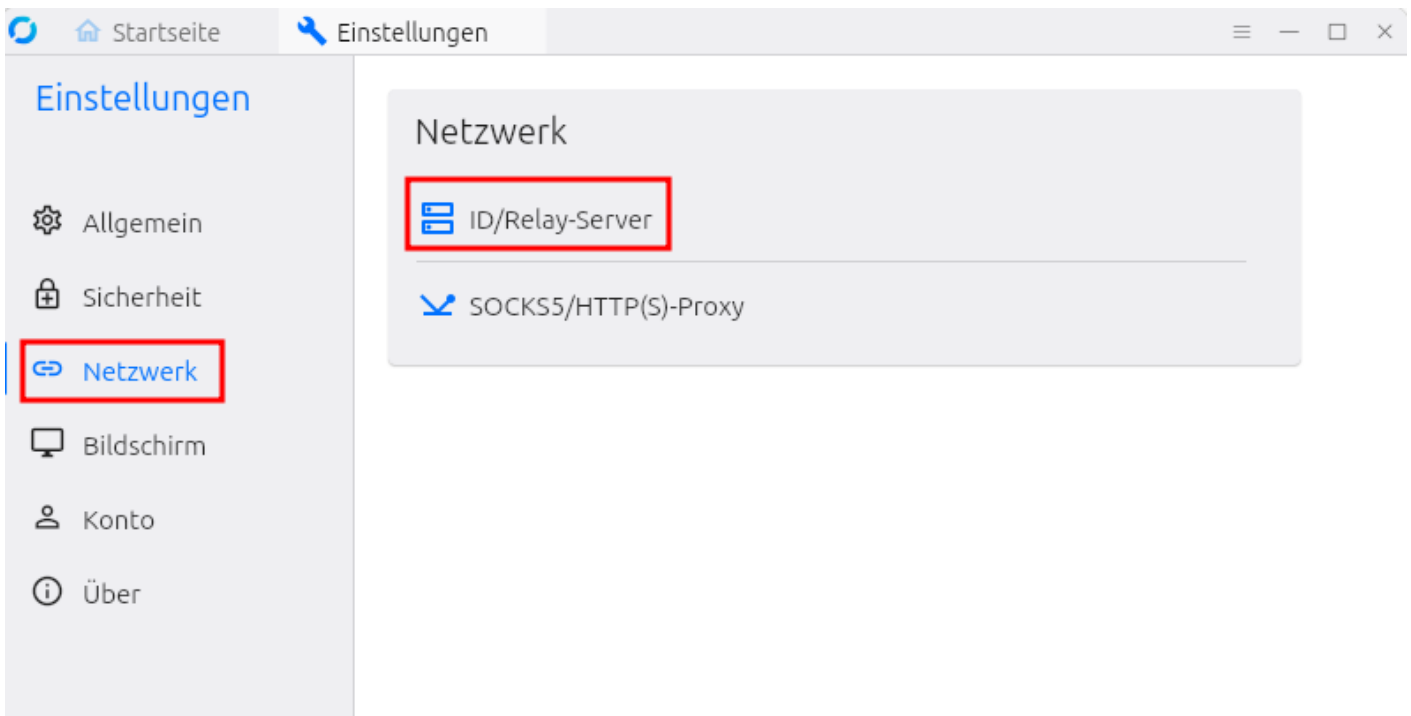 Startseite
Einstellungen
Einstellungen
Allgemein
Sicherheit
Netzwerk
Bildschirm
Konto
Über
Netzwerk
ID/Relay-Server
SOCKS5/HTTP(S)-Proxy